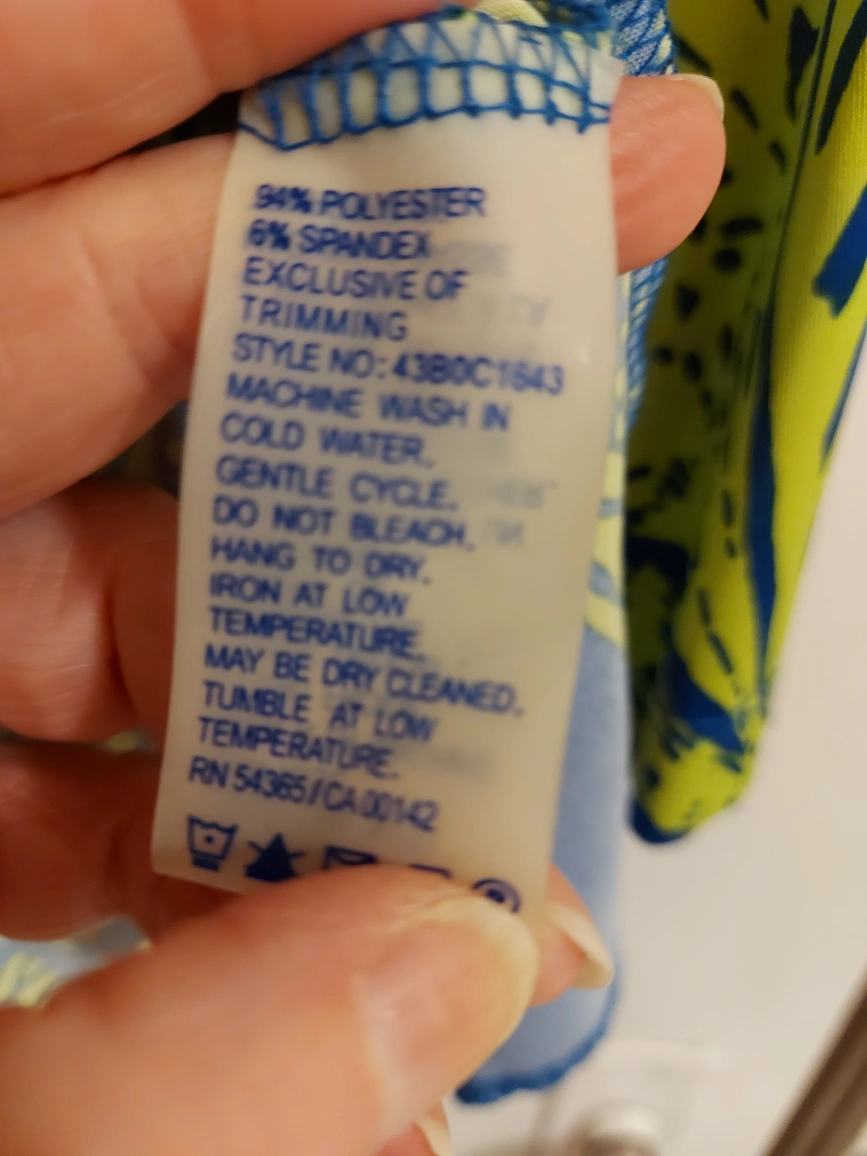 94% POLYESTER
6% SPANDEX
EXCLUSIVE OF
TRIMMING
STYLE NO: 43B0C1643
MACHINE WASH IN
COLD WATER.
GENTLE CYCLE.
DO NOT BLEACH.
HANG TO DRY.
IRON AT LOW
TEMPERATURE.
MAY BE DRY CLEANED.
TUMBLE AT LOW
TEMPERATURE.
RN 54365 / CA 00142